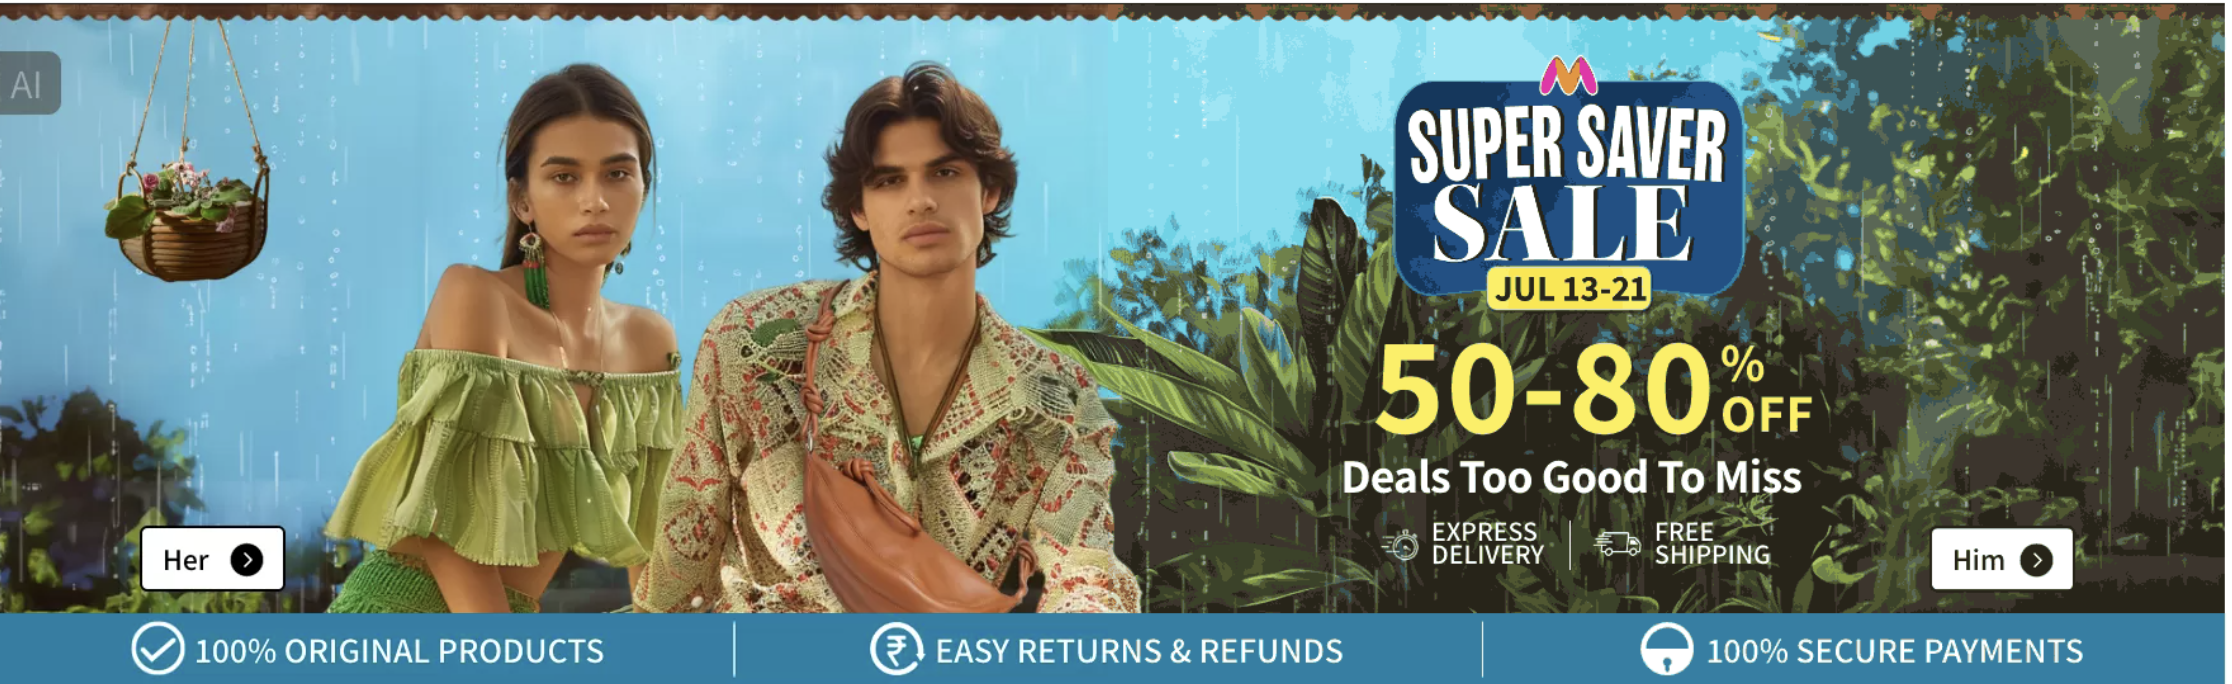 AI
SUPER SAVER
SALE
JUL 13-21
50-80% OFF
Deals Too Good To Miss
EXPRESS
DELIVERY
FREE
SHIPPING
Her
Him
100% ORIGINAL PRODUCTS
EASY RETURNS & REFUNDS
100% SECURE PAYMENTS